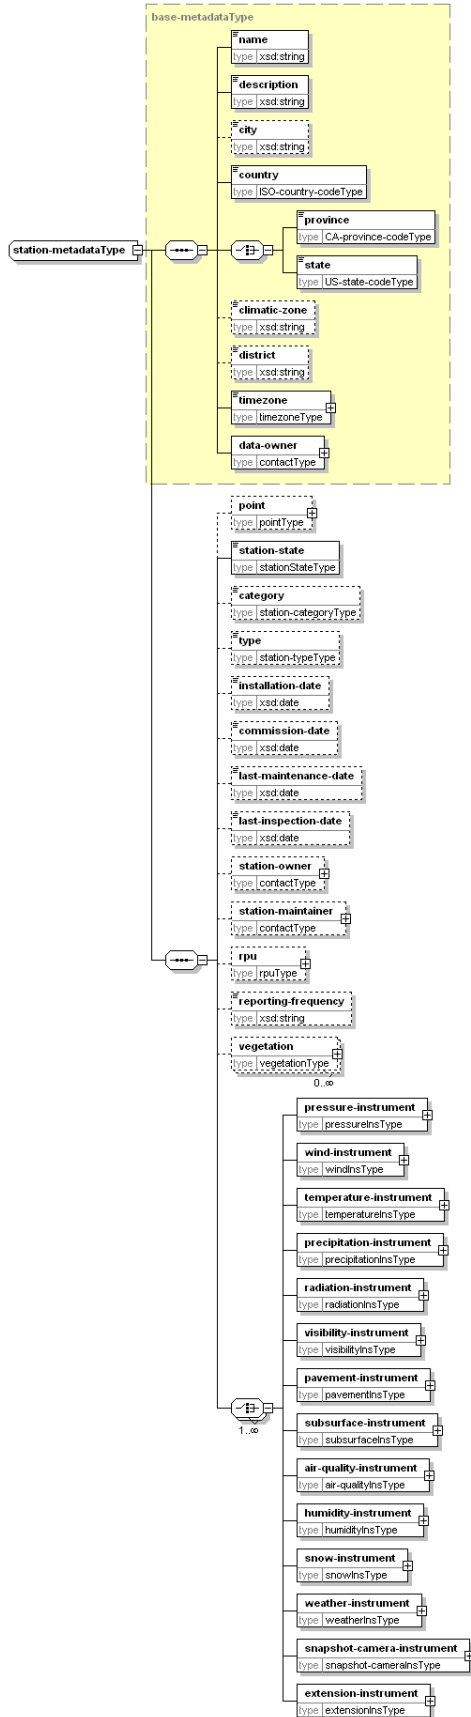 base-metadataType
name
type xsd:string
description
type xsd:string
city
type xsd:string
country
type ISO-country-codeType
province
type CA-province-codeType
station-metadataType
state
type US-state-codeType
climatic-zone
type xsd:string
district
type xsd:string
timezone
type timezoneType
data-owner
type contactType
point
type pointType
station-state
type stationStateType
category
type station-categoryType
type
type station-typeType
installation-date
type xsd:date
commission-date
type xsd:date
last-maintenance-date
type xsd:date
last-inspection-date
type xsd:date
station-owner
type contactType
station-maintainer
type contactType
rpu
type rpuType
reporting-frequency
type xsd:string
vegetation
type vegetationType
0..∞
pressure-instrument
type pressureInsType
wind-instrument
type windInsType
temperature-instrument
type temperatureInsType
precipitation-instrument
type precipitationInsType
radiation-instrument
type radiationInsType
visibility-instrument
type visibilityInsType
pavement-instrument
type pavementInsType
subsurface-instrument
type subsurfaceInsType
1..∞
air-quality-instrument
type air-qualityInsType
humidity-instrument
type humidityInsType
snow-instrument
type snowInsType
weather-instrument
type weatherInsType
snapshot-camera-instrument
type snapshot-cameraInsType
extension-instrument
type extensionInsType